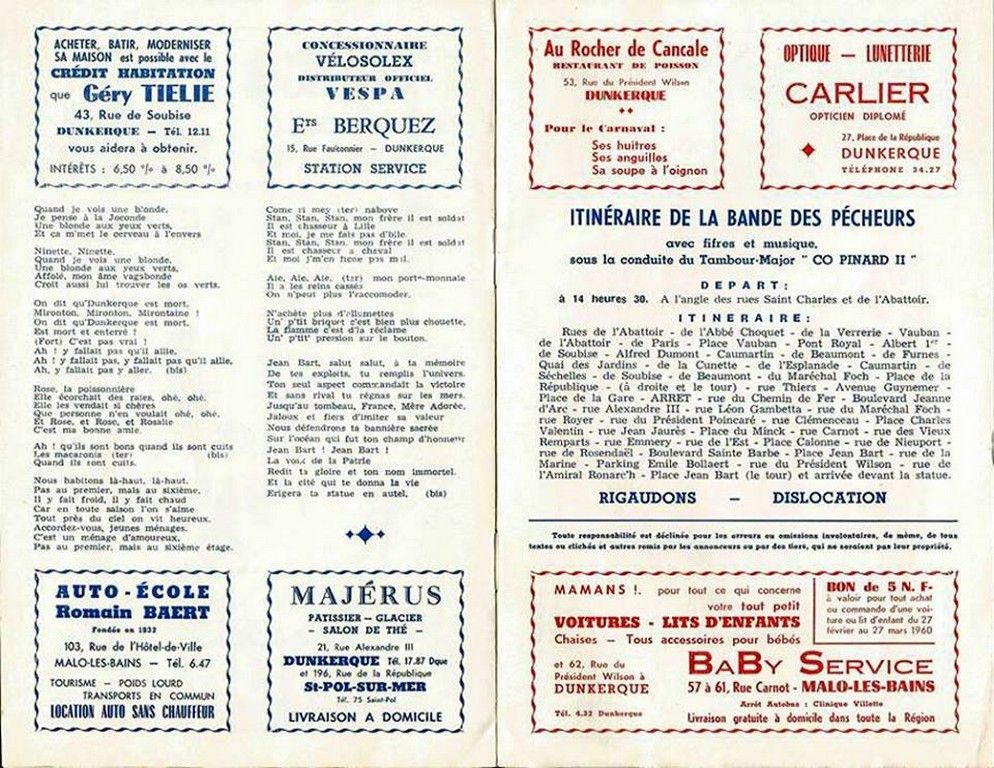 ACHETER, BATIR, MODERNISER
SA MAISON est possible avec le
CRÉDIT HABITATION
que Géry TIELIE
43, Rue de Soubise
DUNKERQUE — Tél. 12.11
vous aidera à obtenir.
INTÉRÊTS : 6,50 % à 8,50 %
CONCESSIONNAIRE
VÉLOSOLEX
DISTRIBUTEUR OFFICIEL
VESPA
Ets BERQUEZ
15, Rue Faulconnier — DUNKERQUE
STATION SERVICE
Quand je vois une blonde,
Je pense à la Joconde
Une blonde aux yeux verts,
Et ça m'met le cerveau à l'envers
Ninette, Ninette,
Quand je vois une blonde,
Une blonde aux yeux verts,
Affolé, mon âme vagabonde
Croit aussi lui trouver les os verts.
On dit qu'Dunkerque est mort,
Mironton, Mironton, Mirontaine !
On dit qu'Dunkerque est mort,
Est mort et enterré !
(Fort) C'est pas vrai !
Ah ! y fallait pas qu'il aille,
Ah ! y fallait pas, y fallait pas qu'il aille,
Ah, y fallait pas y aller. (bis)
Rose, la poissonnière
Elle écorchait des raies, ohé, ohé,
Elle les vendait si chères
Que personne n'en voulait ohé, ohé,
Et Rose, et Rose, et Rosalie
C'est ma bonne amie.
Ah ! qu'ils sont bons quand ils sont cuits
Les macaronis (ter) (bis)
Quand ils sont cuits.
Nous habitons là-haut, là-haut,
Pas au premier, mais au sixième,
Il y fait froid, il y fait chaud
Car en toute saison l'on s'aime
Tout près du ciel on vit heureux.
Accordez-vous, jeunes ménages,
C'est un ménage d'amoureux,
Pas au premier, mais au sixième étage.
Come ri mey (ter) nabove
Stan, Stan, Stan, mon frère il est soldat
Il est chasseur à Lille
Et moi, je me fais pas d'bile.
Stan, Stan, Stan, mon frère il est soldat
Il est chasseur à cheval
Et moi j'm'en fiche pas mal.
Aie, Aie, Aie, (ter) mon porte-monnaie
Il a les reins cassés
On n'peut plus l'raccomoder.
N'achète plus d'allumettes
Un' p'tit briquet c'est bien plus chouette,
La flamme c'est d'la réclame
Un' p'tit' pression sur le bouton.
Jean Bart, salut, salut, à ta mémoire
De tes exploits, tu remplis l'univers.
Ton seul aspect commandait la victoire
Et sans rival tu régnas sur les mers.
Jusqu'au tombeau, France, Mère Adorée,
Jaloux et fiers d'imiter sa valeur
Nous défendrons ta bannière sacrée
Sur l'océan qui fut ton champ d'honneur
Jean Bart ! Jean Bart !
La voix de la Patrie
Redit ta gloire et ton nom immortel.
Et la cité qui te donna la vie
Erigera ta statue en autel. (bis)
AUTO - ÉCOLE
Romain BAERT
Fondée en 1932
103, Rue de l'Hôtel-de-Ville
MALO-LES-BAINS — Tél. 6.47
TOURISME — POIDS LOURD
TRANSPORTS EN COMMUN
LOCATION AUTO SANS CHAUFFEUR
MAJÉRUS
PATISSIER — GLACIER
— SALON DE THÉ —
21, Rue Alexandre III
DUNKERQUE Tél. 17.87 Dque
et 196, Rue de la République
St-POL-SUR-MER
Tél. 75 Saint-Pol
LIVRAISON A DOMICILE
Au Rocher de Cancale
RESTAURANT DE POISSON
53, Rue du Président Wilson
DUNKERQUE
Pour le Carnaval :
Ses huitres
Ses anguilles
Sa soupe à l'oignon
OPTIQUE — LUNETTERIE
CARLIER
OPTICIEN DIPLOMÉ
27, Place de la République
DUNKERQUE
TÉLÉPHONE 34.27
ITINÉRAIRE DE LA BANDE DES PÉCHEURS
avec fifres et musique,
sous la conduite du Tambour-Major " CO PINARD II "
DEPART :
à 14 heures 30. A l'angle des rues Saint Charles et de l'Abattoir.
ITINERAIRE :
Rues de l'Abattoir - de l'Abbé Choquet - de la Verrerie - Vauban -
de l'Abattoir - de Paris - Place Vauban - Pont Royal - Albert 1er -
de Soubise - Alfred Dumont - Caumartin - de Beaumont - de Furnes -
Quai des Jardins - de la Cunette - de l'Esplanade - Caumartin - de
Séchelles - de Soubise - de Beaumont - du Maréchal Foch - Place de la
République - (à droite et le tour) - rue Thiers - Avenue Guynemer -
Place de la Gare - ARRET - rue du Chemin de Fer - Boulevard Jeanne
d'Arc - rue Alexandre III - rue Léon Gambetta - rue du Maréchal Foch -
rue Royer - rue du Président Poincaré - rue Clémenceau - Place Charles
Valentin - rue Jean Jaurès - Place du Minck - rue Carnot - rue des Vieux
Remparts - rue Emmery - rue de l'Est - Place Calonne - rue de Nieuport -
rue de Rosendaël - Boulevard Sainte Barbe - Place Jean Bart - rue de la
Marine - Parking Emile Bollaert - rue du Président Wilson - rue de
l'Amiral Ronarc'h - Place Jean Bart (le tour) et arrivée devant la statue.
RIGAUDONS — DISLOCATION
Toute responsabilité est déclinée pour les erreurs ou omissions involontaires, de même, de tous
textes ou clichés et autres remis par les annonceurs ou par des tiers, qui ne seraient pas leur propriété.
MAMANS !. pour tout ce qui concerne
votre tout petit
VOITURES - LITS D'ENFANTS
Chaises — Tous accessoires pour bébés
BON de 5 N. F-
à valoir pour tout achat
ou commande d'une voi-
ture ou lit d'enfant du 27
février au 27 mars 1960
et 62, Rue du
Président Wilson à
DUNKERQUE
Tél. 4.32 Dunkerque
BABY SERVICE
57 à 61, Rue Carnot - MALO-LES-BAINS
Arrêt Autobus : Clinique Villette
Livraison gratuite à domicile dans toute la Région